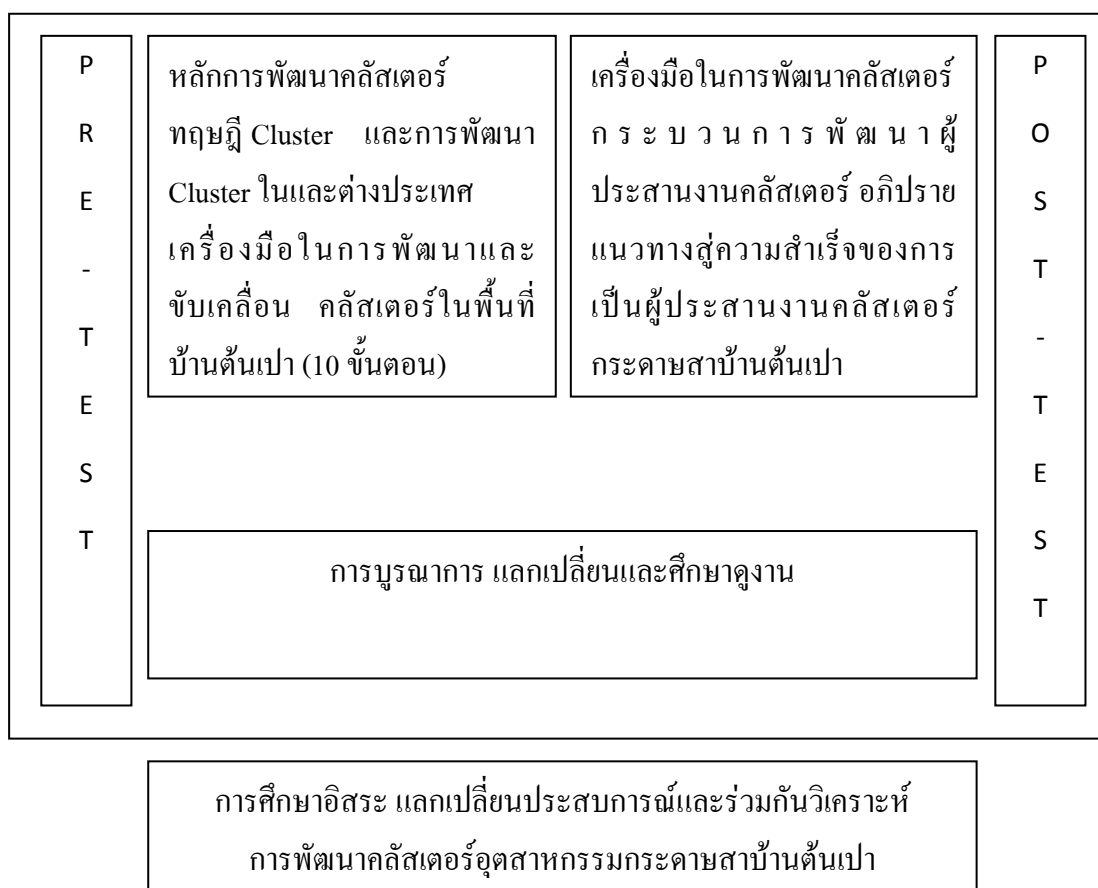 P
R
E
-
T
E
S
T
หลักการพัฒนาคลัสเตอร์
ทฤษฎี Cluster และการพัฒนา
Cluster ในและต่างประเทศ
เครื่องมือในการพัฒนาและ
ขับเคลื่อน คลัสเตอร์ในพื้นที่
บ้านต้นเปา (10 ขั้นตอน)
เครื่องมือในการพัฒนาคลัสเตอร์
กระบวนการพัฒนาผู้
ประสานงานคลัสเตอร์ อภิปราย
แนวทางสู่ความสำเร็จของการ
เป็นผู้ประสานงานคลัสเตอร์
กระดาษสาบ้านต้นเปา
P
O
S
T
-
T
E
S
T
การบูรณาการ แลกเปลี่ยนและศึกษาดูงาน
การศึกษาอิสระ แลกเปลี่ยนประสบการณ์และร่วมกันวิเคราะห์
การพัฒนาคลัสเตอร์อุตสาหกรรมกระดาษสาบ้านต้นเปา